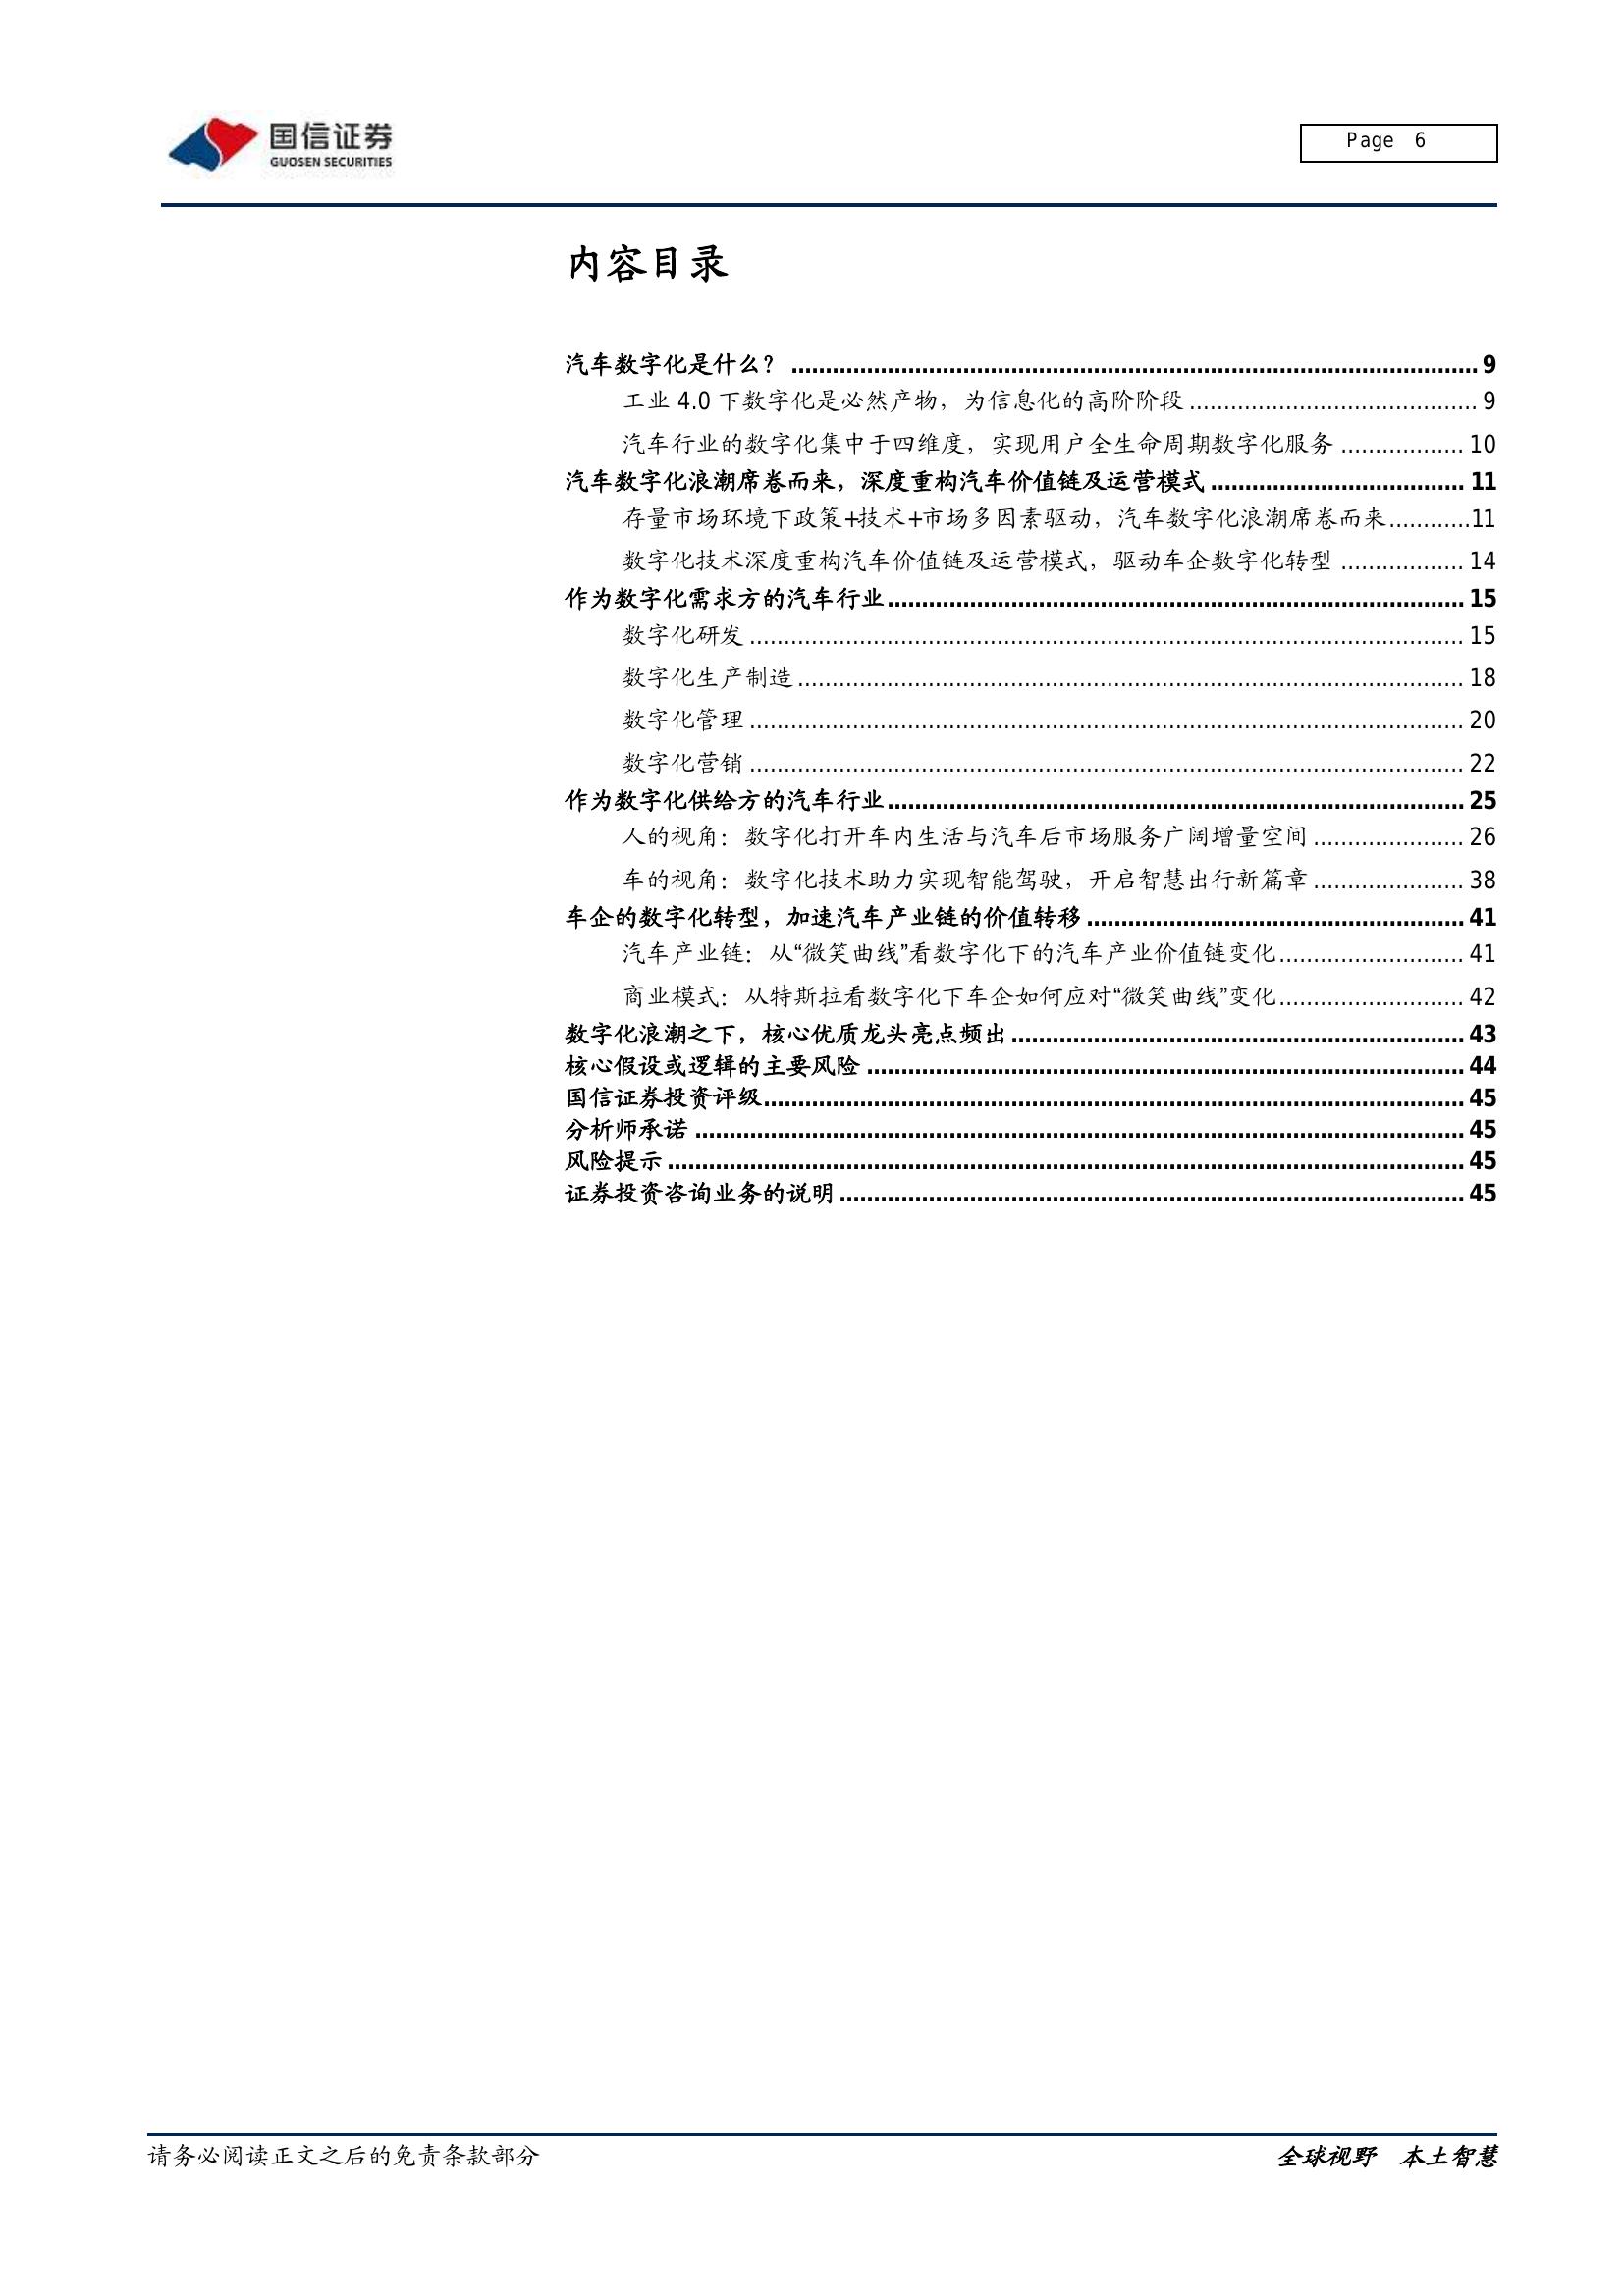 国信证券
GUOSEN SECURITIES
Page 6
内容目录
汽车数字化是什么？ .......... 9
工业 4.0 下数字化是必然产物，为信息化的高阶阶段 .......... 9
汽车行业的数字化集中于四维度，实现用户全生命周期数字化服务 .......... 10
汽车数字化浪潮席卷而来，深度重构汽车价值链及运营模式 .......... 11
存量市场环境下政策+技术+市场多因素驱动，汽车数字化浪潮席卷而来 .......... 11
数字化技术深度重构汽车价值链及运营模式，驱动车企数字化转型 .......... 14
作为数字化需求方的汽车行业 .......... 15
数字化研发 .......... 15
数字化生产制造 .......... 18
数字化管理 .......... 20
数字化营销 .......... 22
作为数字化供给方的汽车行业 .......... 25
人的视角：数字化打开车内生活与汽车后市场服务广阔增量空间 .......... 26
车的视角：数字化技术助力实现智能驾驶，开启智慧出行新篇章 .......... 38
车企的数字化转型，加速汽车产业链的价值转移 .......... 41
汽车产业链：从“微笑曲线”看数字化下的汽车产业价值链变化 .......... 41
商业模式：从特斯拉看数字化下车企如何应对“微笑曲线”变化 .......... 42
数字化浪潮之下，核心优质龙头亮点频出 .......... 43
核心假设或逻辑的主要风险 .......... 44
国信证券投资评级 .......... 45
分析师承诺 .......... 45
风险提示 .......... 45
证券投资咨询业务的说明 .......... 45
请务必阅读正文之后的免责条款部分
全球视野 本土智慧